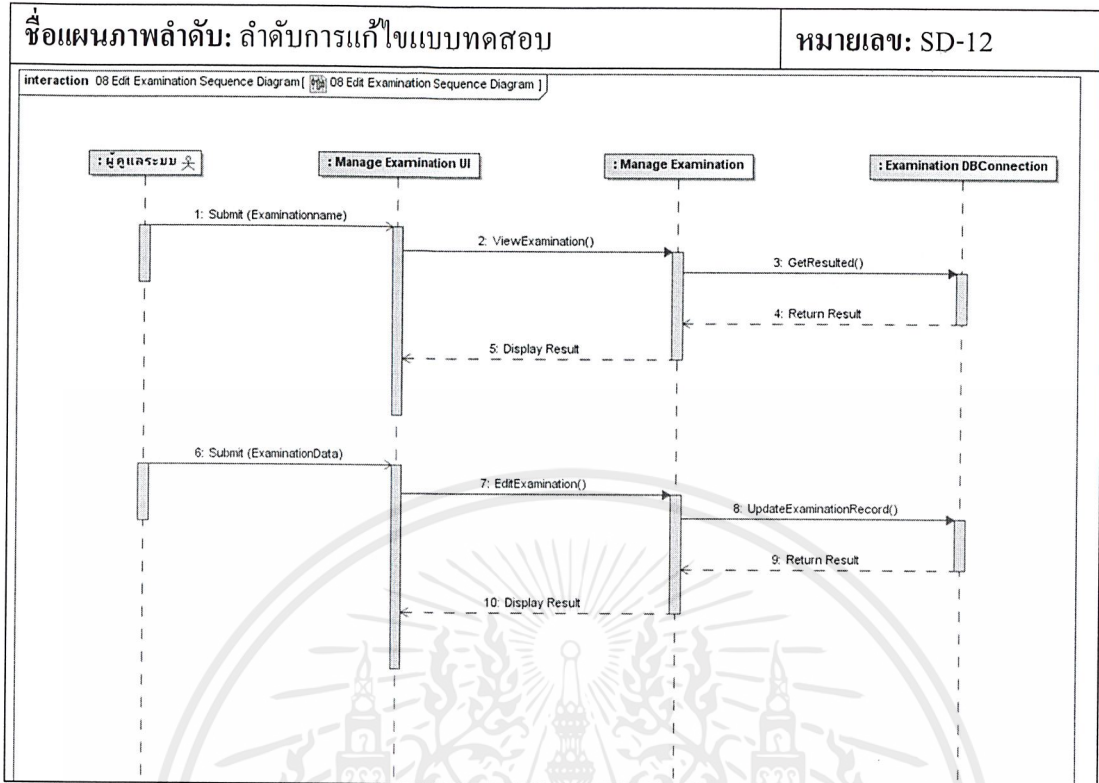 ชื่อแผนภาพลำดับ: ลำดับการแก้ไขแบบทดสอบ
หมายเลข: SD-12
interaction 08 Edit Examination Sequence Diagram[ 08 Edit Examination Sequence Diagram ]
: ผู้ดูแลระบบ
: Manage Examination UI
: Manage Examination
: Examination DBConnection
1: Submit (Examinationname)
2: ViewExamination()
3: GetResulted()
4: Return Result
5: Display Result
6: Submit (ExaminationData)
7: EditExamination()
8: UpdateExaminationRecord()
9: Return Result
10: Display Result